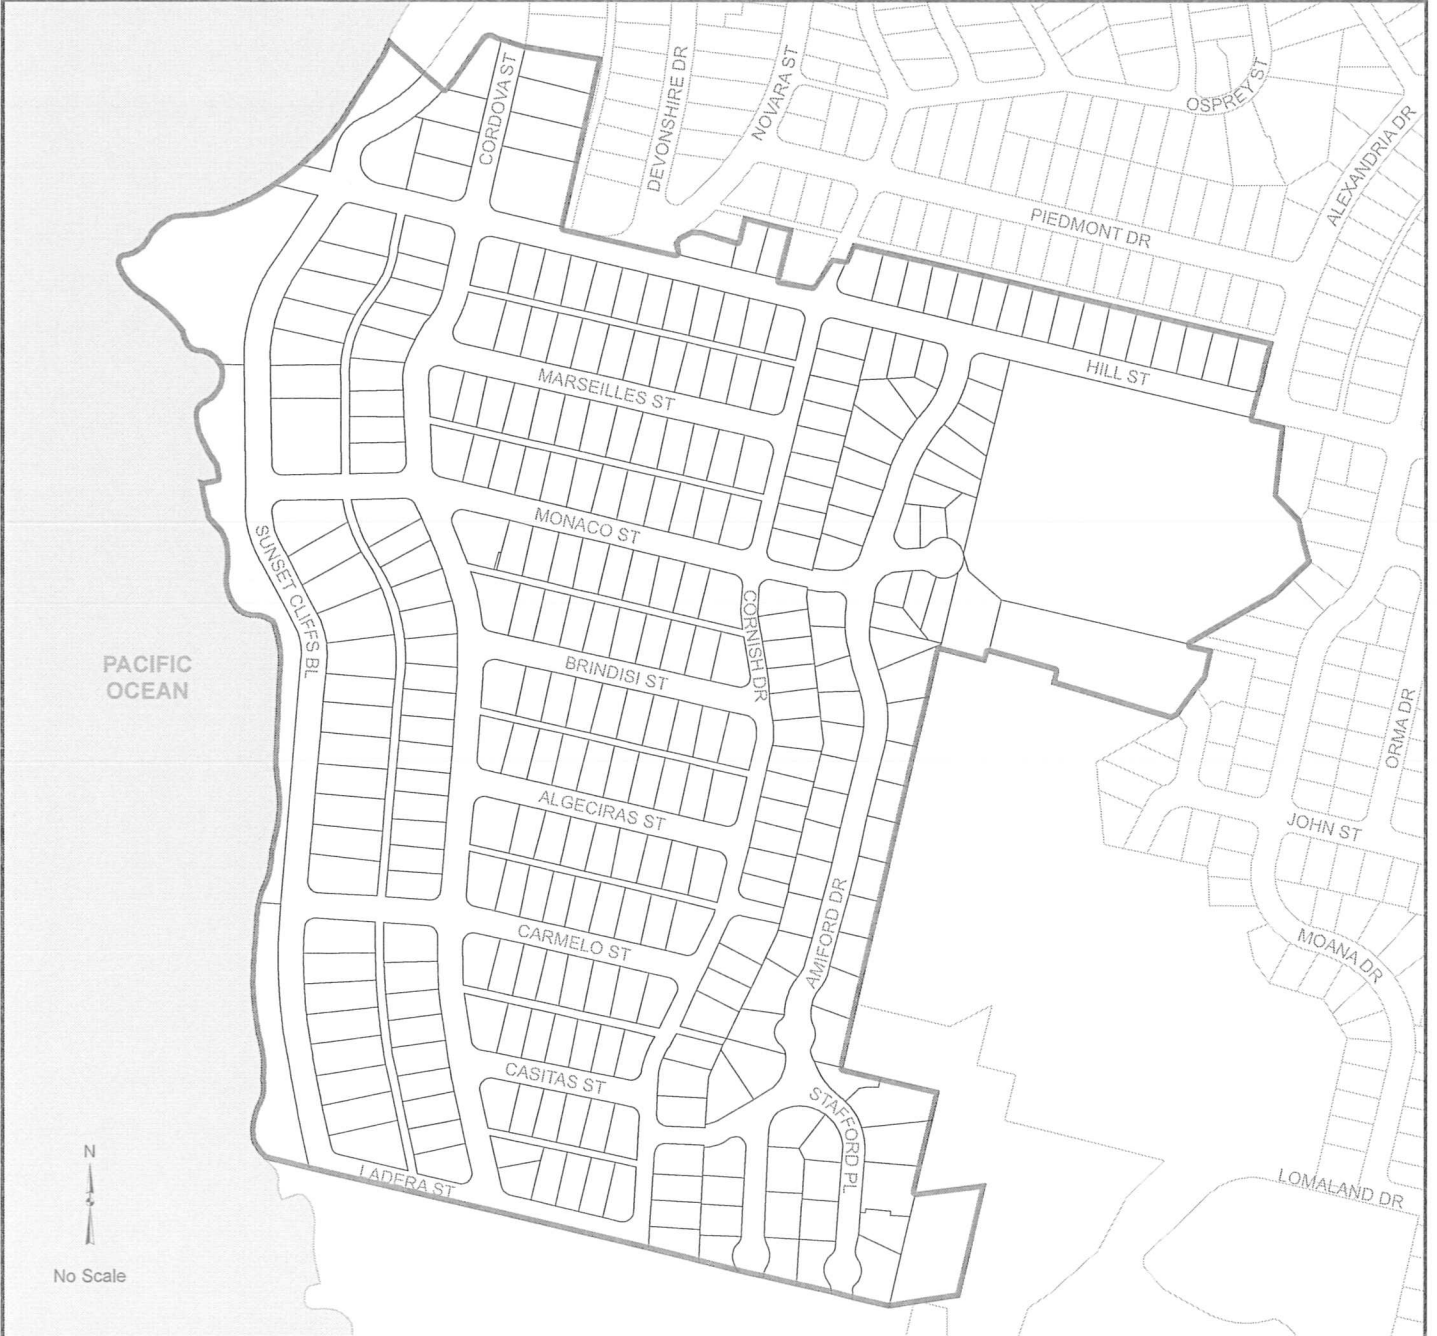 CORDOVA ST
DEVONSHIRE DR
NOVARA ST
OSPREY ST
ALEXANDRIA DR
PIEDMONT DR
HILL ST
MARSEILLES ST
MONACO ST
SUNSET CLIFFS BL
CORNISH DR
BRINDISI ST
PACIFIC
OCEAN
ORMA DR
ALGECIRAS ST
JOHN ST
AMIFORD DR
CARMELO ST
MOANA DR
CASITAS ST
STAFFORD PL
LADERA ST
LOMALAND DR
N
No Scale